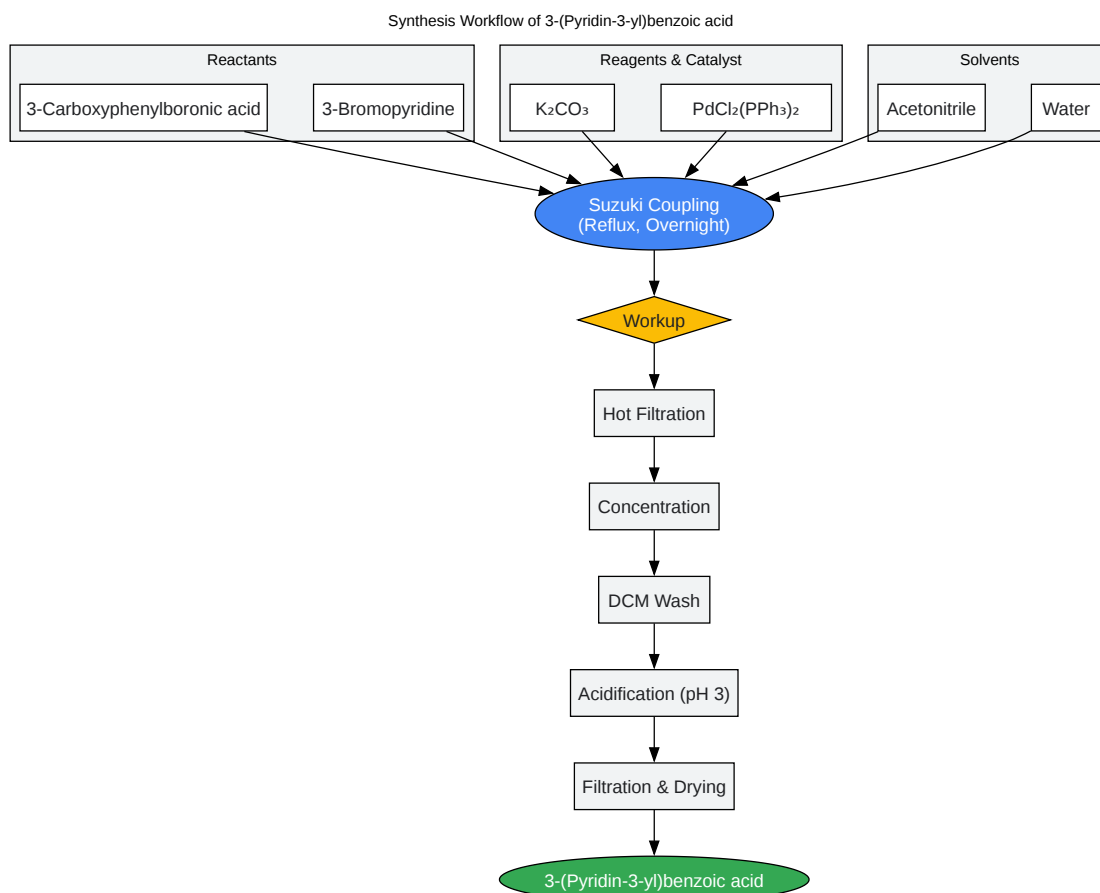 Synthesis Workflow of 3-(Pyridin-3-yl)benzoic acid
Reactants
Reagents & Catalyst
Solvents
3-Carboxyphenylboronic acid
3-Bromopyridine
K₂CO₃
PdCl₂(PPh₃)₂
Acetonitrile
Water
Suzuki Coupling
(Reflux, Overnight)
Workup
Hot Filtration
Concentration
DCM Wash
Acidification (pH 3)
Filtration & Drying
3-(Pyridin-3-yl)benzoic acid